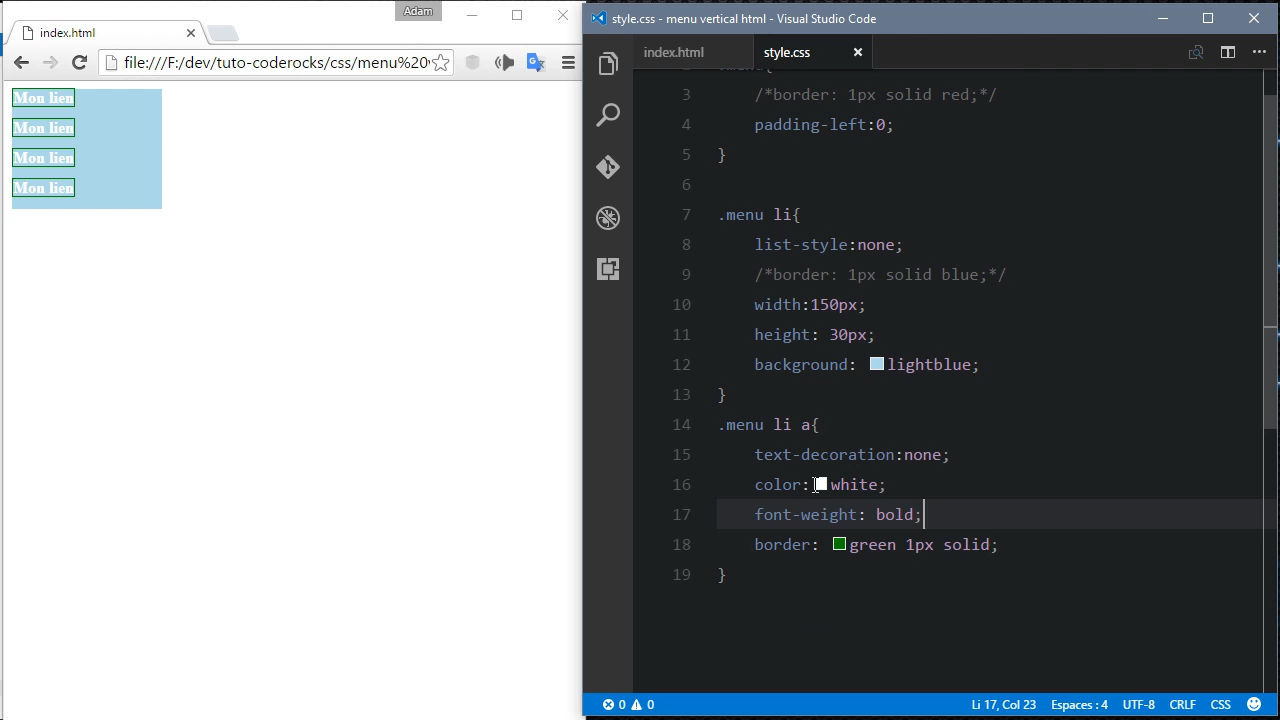 Adam
index.html
file:///F:/dev/tuto-coderocks/css/menu%20
Mon lien
Mon lien
Mon lien
Mon lien
style.css - menu vertical html - Visual Studio Code
index.html
style.css
3 /*border: 1px solid red;*/
4 padding-left:0;
5 }
6
7 .menu li{
8 list-style:none;
9 /*border: 1px solid blue;*/
10 width:150px;
11 height: 30px;
12 background: lightblue;
13 }
14 .menu li a{
15 text-decoration:none;
16 color: white;
17 font-weight: bold;
18 border: green 1px solid;
19 }
0 0
Li 17, Col 23
Espaces : 4
UTF-8
CRLF
CSS